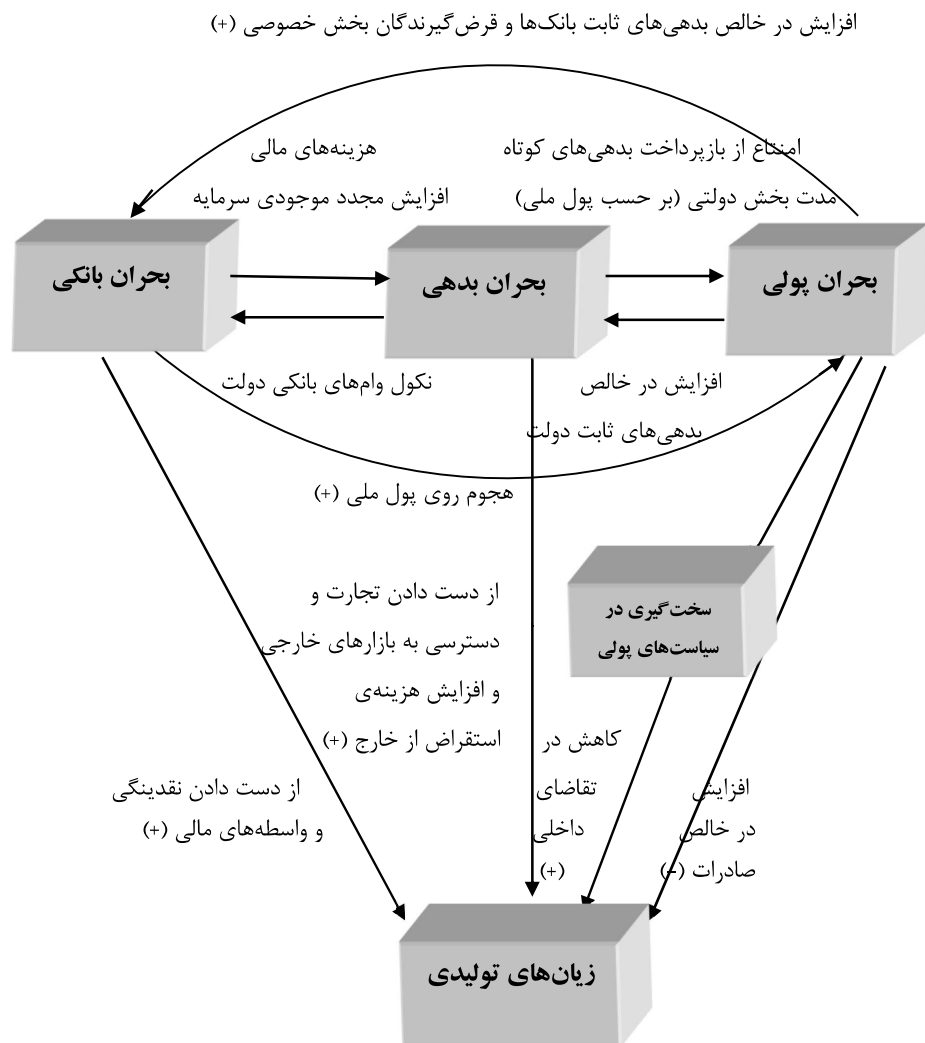 افزایش در خالص بدهی‌های ثابت بانک‌ها و قرض‌گیرندگان بخش خصوصی (+)
امنتاع از بازپرداخت بدهی‌های کوتاه
مدت بخش دولتی (بر حسب پول ملی)
هزینه‌های مالی
افزایش مجدد موجودی سرمایه
بحران پولی
بحران بدهی
بحران بانکی
افزایش در خالص
بدهی‌های ثابت دولت
نکول وام‌های بانکی دولت
هجوم روی پول ملی (+)
سخت‌گیری در
سیاست‌های پولی
از دست دادن تجارت و
دسترسی به بازارهای خارجی
و افزایش هزینه‌ی
استقراض از خارج (+)
افزایش
در خالص
صادرات (-)
کاهش در
تقاضای
داخلی
(+)
از دست دادن نقدینگی
و واسطه‌های مالی (+)
زیان‌های تولیدی